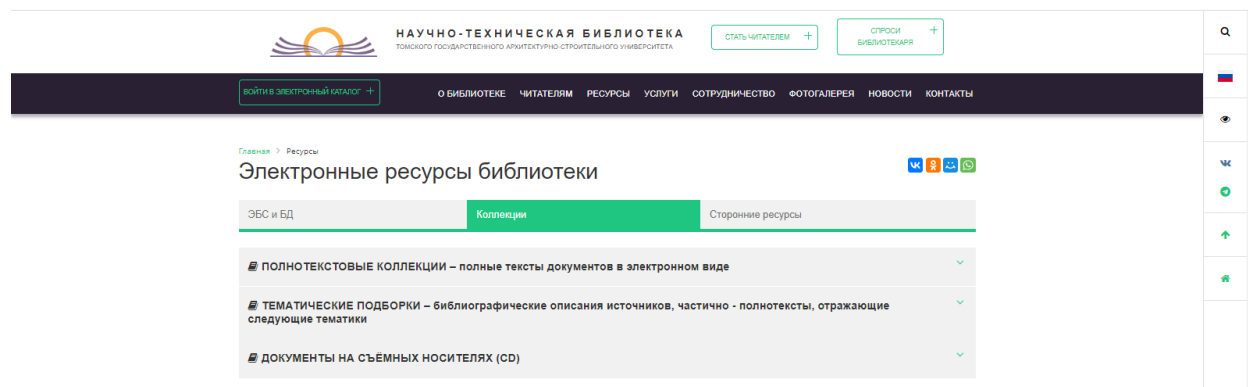 НАУЧНО-ТЕХНИЧЕСКАЯ БИБЛИОТЕКА
ТОМСКОГО ГОСУДАРСТВЕННОГО АРХИТЕКТУРНО-СТРОИТЕЛЬНОГО УНИВЕРСИТЕТА
СТАТЬ ЧИТАТЕЛЕМ +
СПРОСИ +
БИБЛИОТЕКАРЯ
ВОЙТИ В ЭЛЕКТРОННЫЙ КАТАЛОГ +
О БИБЛИОТЕКЕ ЧИТАТЕЛЯМ РЕСУРСЫ УСЛУГИ СОТРУДНИЧЕСТВО ФОТОГАЛЕРЕЯ НОВОСТИ КОНТАКТЫ
Главная > Ресурсы
Электронные ресурсы библиотеки
ЭБС и БД Коллекции Сторонние ресурсы
ПОЛНОТЕКСТОВЫЕ КОЛЛЕКЦИИ – полные тексты документов в электронном виде
ТЕМАТИЧЕСКИЕ ПОДБОРКИ – библиографические описания источников, частично - полнотексты, отражающие
следующие тематики
ДОКУМЕНТЫ НА СЪЁМНЫХ НОСИТЕЛЯХ (CD)